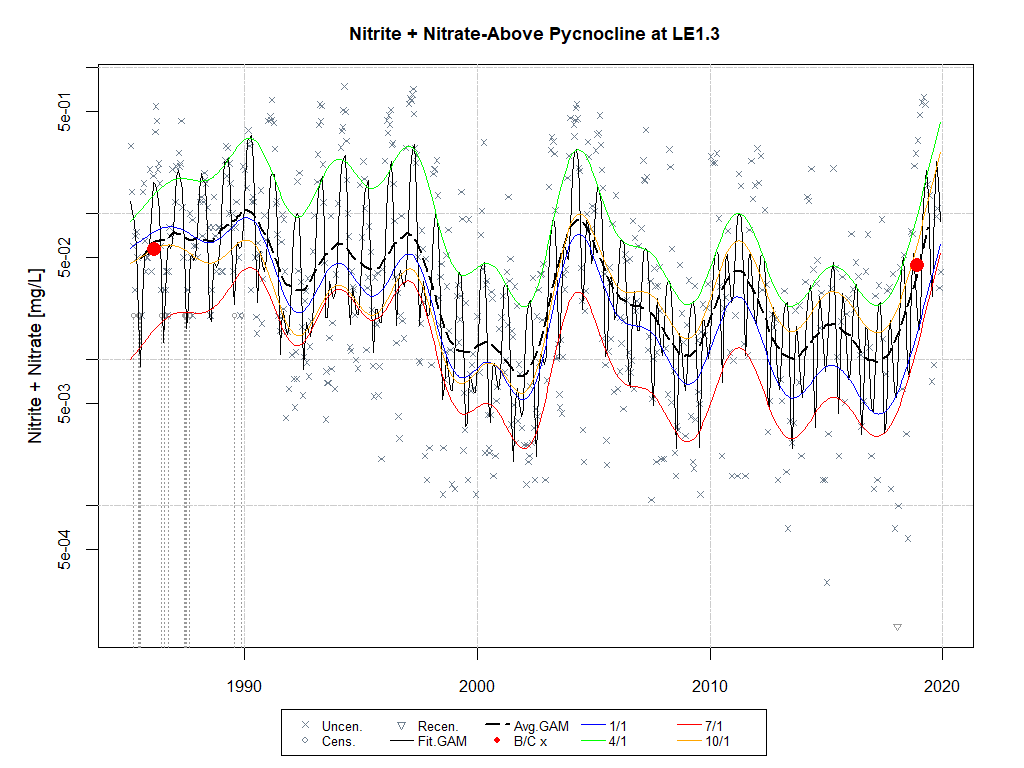 Nitrite + Nitrate-Above Pycnocline at LE1.3
Nitrite + Nitrate [mg/L]
5e-01
5e-02
5e-03
5e-04
1990 2000 2010 2020
Uncen. Recen. Avg.GAM 1/1 7/1
Cens. Fit.GAM B/C x 4/1 10/1